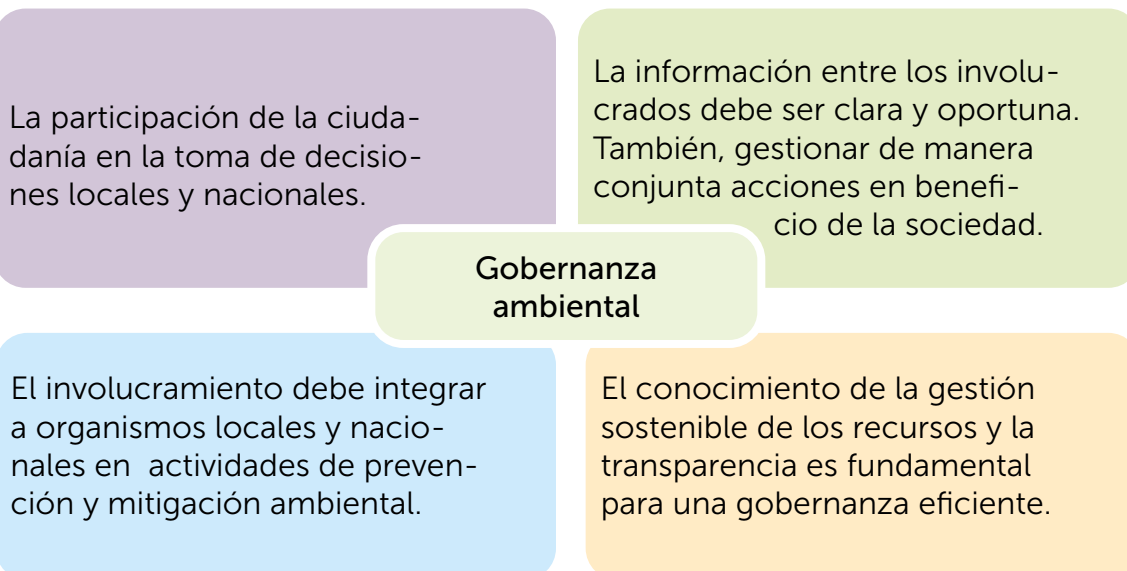 La participación de la ciuda-
danía en la toma de decisio-
nes locales y nacionales.
La información entre los involu-
crados debe ser clara y oportuna.
También, gestionar de manera
conjunta acciones en benefi-
cio de la sociedad.
Gobernanza
ambiental
El involucramiento debe integrar
a organismos locales y nacio-
nales en  actividades de preven-
ción y mitigación ambiental.
El conocimiento de la gestión
sostenible de los recursos y la
transparencia es fundamental
para una gobernanza eficiente.